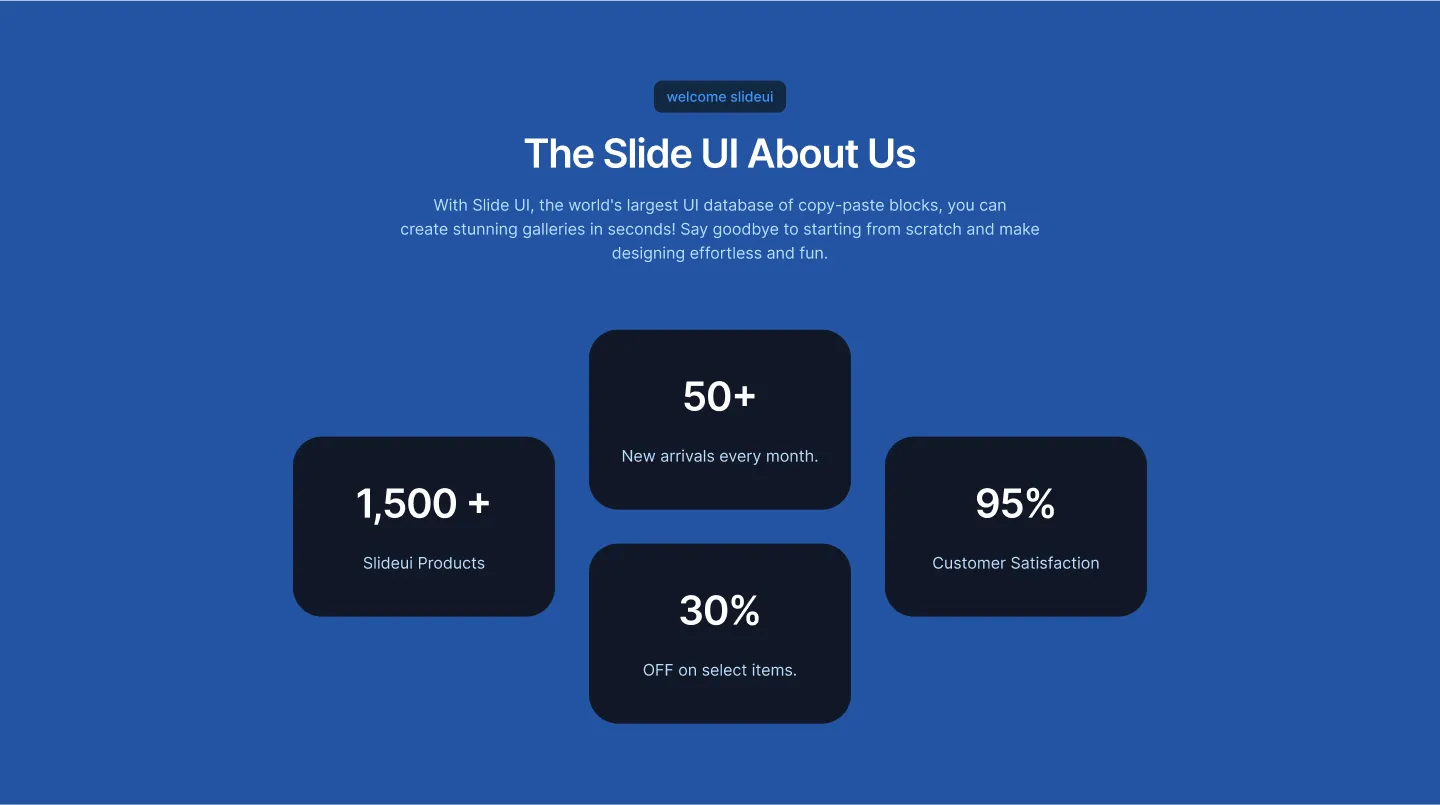 welcome slideui
The Slide UI About Us
With Slide UI, the world's largest UI database of copy-paste blocks, you can
create stunning galleries in seconds! Say goodbye to starting from scratch and make
designing effortless and fun.
1,500 +
Slideui Products
50+
New arrivals every month.
30%
OFF on select items.
95%
Customer Satisfaction